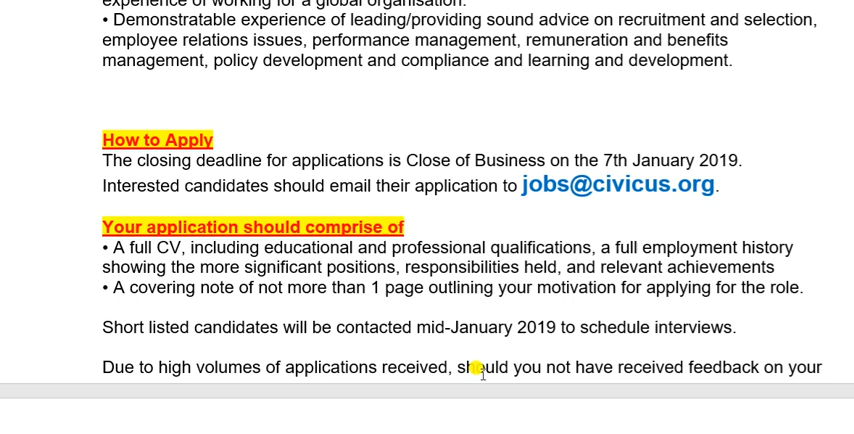 experience of working for a global organisation.
• Demonstratable experience of leading/providing sound advice on recruitment and selection,
employee relations issues, performance management, remuneration and benefits
management, policy development and compliance and learning and development.
How to Apply
The closing deadline for applications is Close of Business on the 7th January 2019.
Interested candidates should email their application to jobs@civicus.org.
Your application should comprise of
• A full CV, including educational and professional qualifications, a full employment history
showing the more significant positions, responsibilities held, and relevant achievements
• A covering note of not more than 1 page outlining your motivation for applying for the role.
Short listed candidates will be contacted mid-January 2019 to schedule interviews.
Due to high volumes of applications received, should you not have received feedback on your